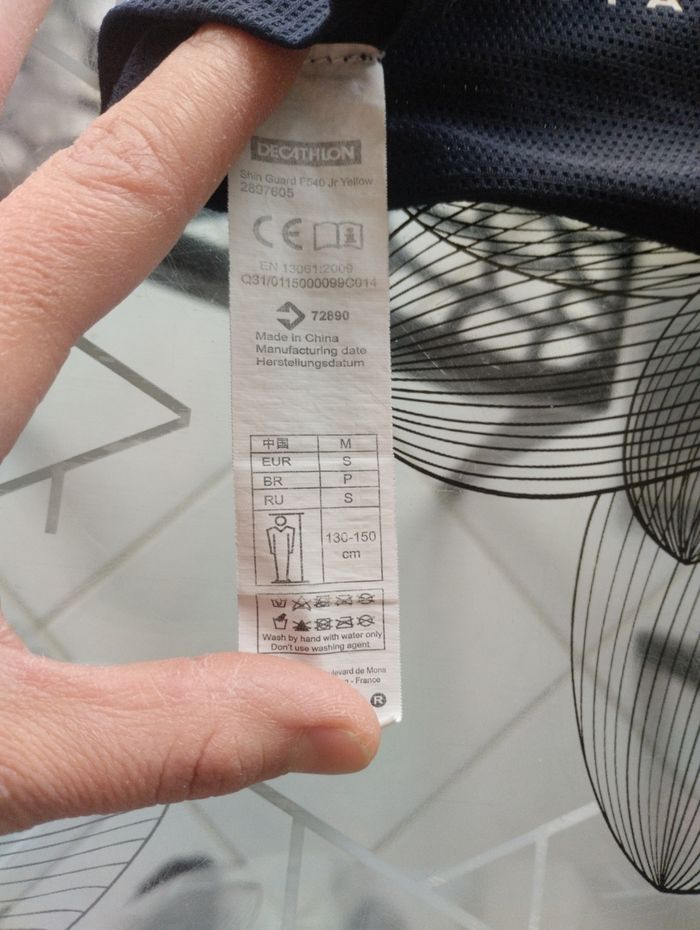 DECATHLON
Shin Guard F540 Jr Yellow
2897605
CE
EN 13061:2009
Q31/0115000099C014
72890
Made in China
Manufacturing date
Herstellungsdatum
中国 M
EUR S
BR P
RU S
130-150
cm
Wash by hand with water only
Don't use washing agent
levard de Mons
- France
®